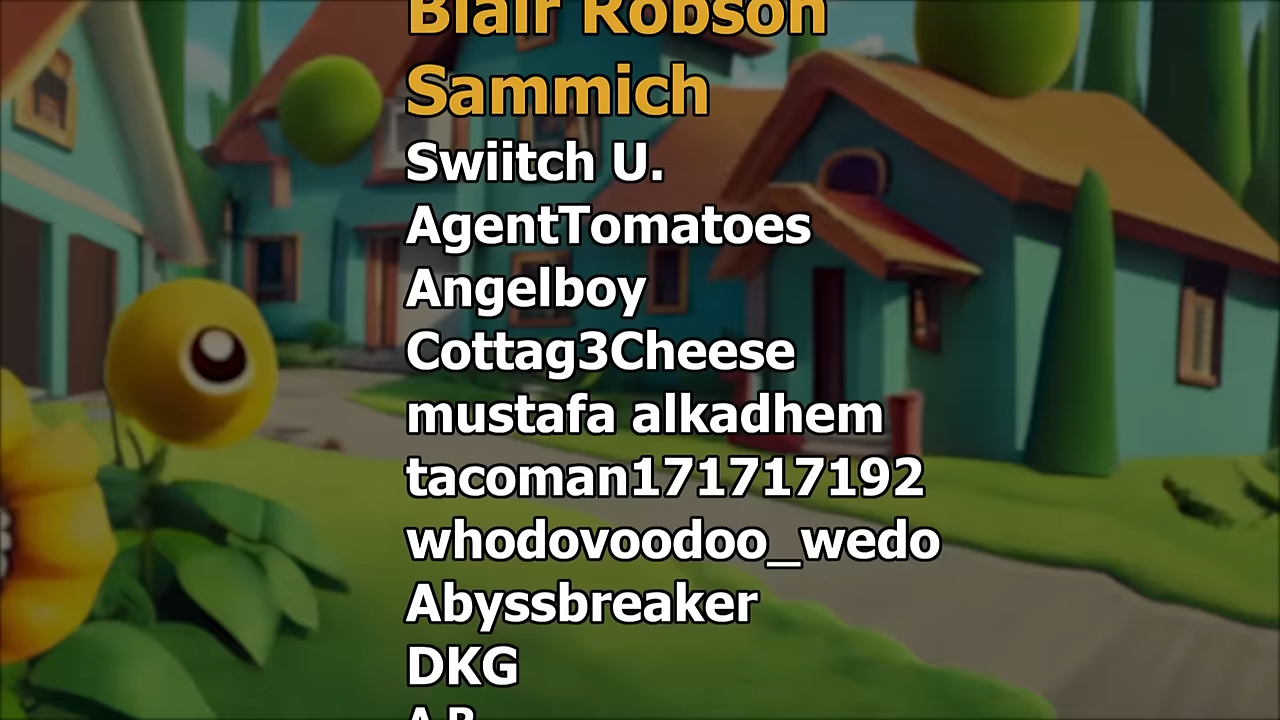 Blair Robson
Sammich
Swiitch U.
AgentTomatoes
Angelboy
Cottag3Cheese
mustafa alkadhem
tacoman171717192
whodovoodoo_wedo
Abyssbreaker
DKG